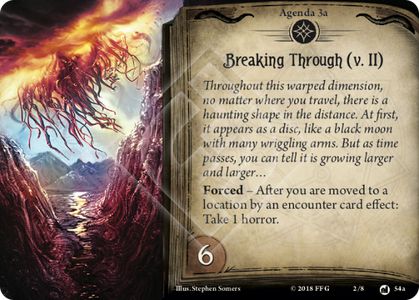 Agenda 3a
Breaking Through (v. II)
Throughout this warped dimension,
no matter where you travel, there is a
haunting shape in the distance. At first,
it appears as a disc, like a black moon
with many wriggling arms. But as time
passes, you can tell it is growing larger
and larger…
Forced – After you are moved to a
location by an encounter card effect:
Take 1 horror.
6
Illus. Stephen Somers
© 2018 FFG
2/8
54a